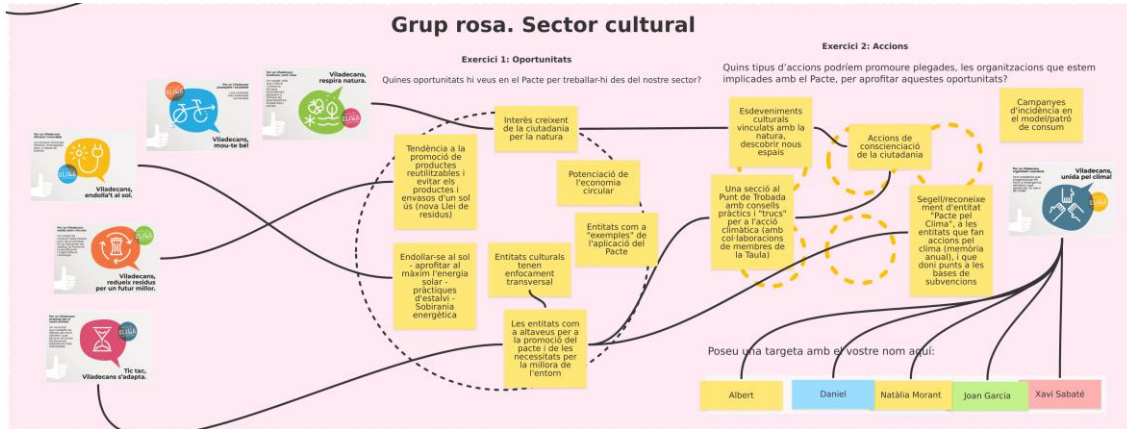 Grup rosa. Sector cultural
Exercici 1: Oportunitats
Quines oportunitats hi veus en el Pacte per treballar-hi des del nostre sector?
Exercici 2: Accions
Quins tipus d'accions podríem promoure plegades, les organitzacions que estem
implicades amb el Pacte, per aprofitar aquestes oportunitats?
Viladecans,
respira natura.
Viladecans,
mou-te bé!
Viladecans,
endolla't al sol.
Viladecans,
redueix residus
per un futur millor.
Tic tac,
Viladecans s'adapta.
Interès creixent
de la ciutadania
per la natura
Tendència a la
promoció de
productes
reutilitzables i
evitar els
productes i
envasos d'un sol
ús (nova Llei de
residus)
Potenciació de
l'economia
circular
Entitats com a
"exemples" de
l'aplicació del
Pacte
Endollar-se al sol
- aprofitar al
màxim l'energia
solar -
pràctiques
d'estalvi -
Sobirania
energètica
Entitats culturals
tenen
enfocament
transversal
Les entitats com a
altaveus per a
la promoció del
pacte i de les
necessitats per
la millora de
l'entorn
Esdeveniments
culturals
vinculats amb la
natura,
descobrir nous
espais
Accions de
conscienciació
de la ciutadania
Campanyes
d'incidència en
el model/patró
de consum
Una secció al
Punt de Trobada
amb consells
pràctics i "trucs"
per a l'acció
climàtica (amb
col·laboracions
de membres de
la Taula)
Segell/reconeixe
ment d'entitat
"Pacte pel
Clima", a les
entitats que fan
accions pel
clima (memòria
anual), i que
doni punts a les
bases de
subvencions
Viladecans,
unida pel clima!
Poseu una targeta amb el vostre nom aquí:
Albert
Daniel
Natàlia Morant
Joan Garcia
Xavi Sabaté